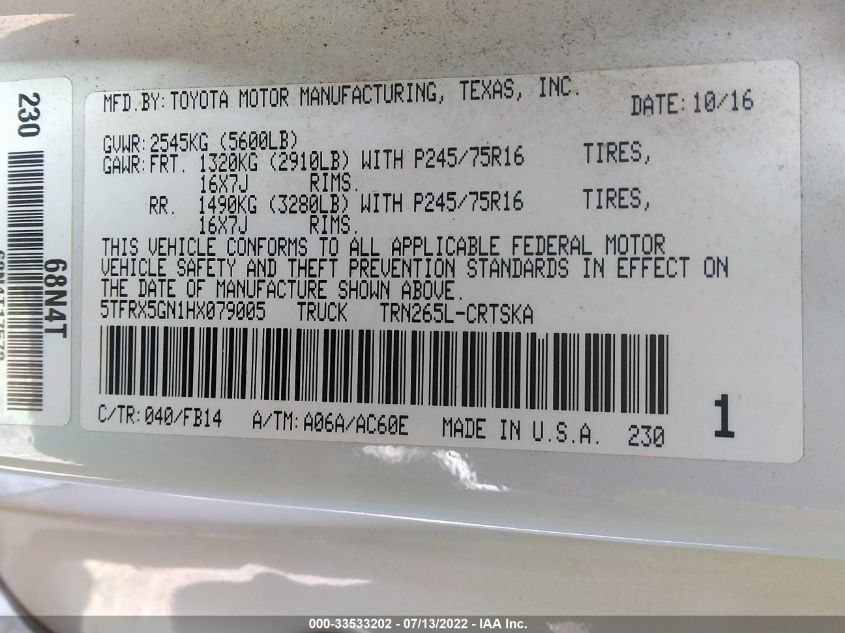 MFD.BY:TOYOTA MOTOR MANUFACTURING, TEXAS, INC. DATE:10/16
GVWR:2545KG (5600LB)
GAWR:FRT. 1320KG (2910LB) WITH P245/75R16 TIRES,
16X7J RIMS.
RR. 1490KG (3280LB) WITH P245/75R16 TIRES,
16X7J RIMS.
THIS VEHICLE CONFORMS TO ALL APPLICABLE FEDERAL MOTOR
VEHICLE SAFETY AND THEFT PREVENTION STANDARDS IN EFFECT ON
THE DATE OF MANUFACTURE SHOWN ABOVE.
5TFRX5GN1HX079005 TRUCK TRN265L-CRTSKA
C/TR:040/FB14 A/TM:A06A/AC60E MADE IN U.S.A. 230 1
230
68N4T
000-33533202 - 07/13/2022 - IAA Inc.